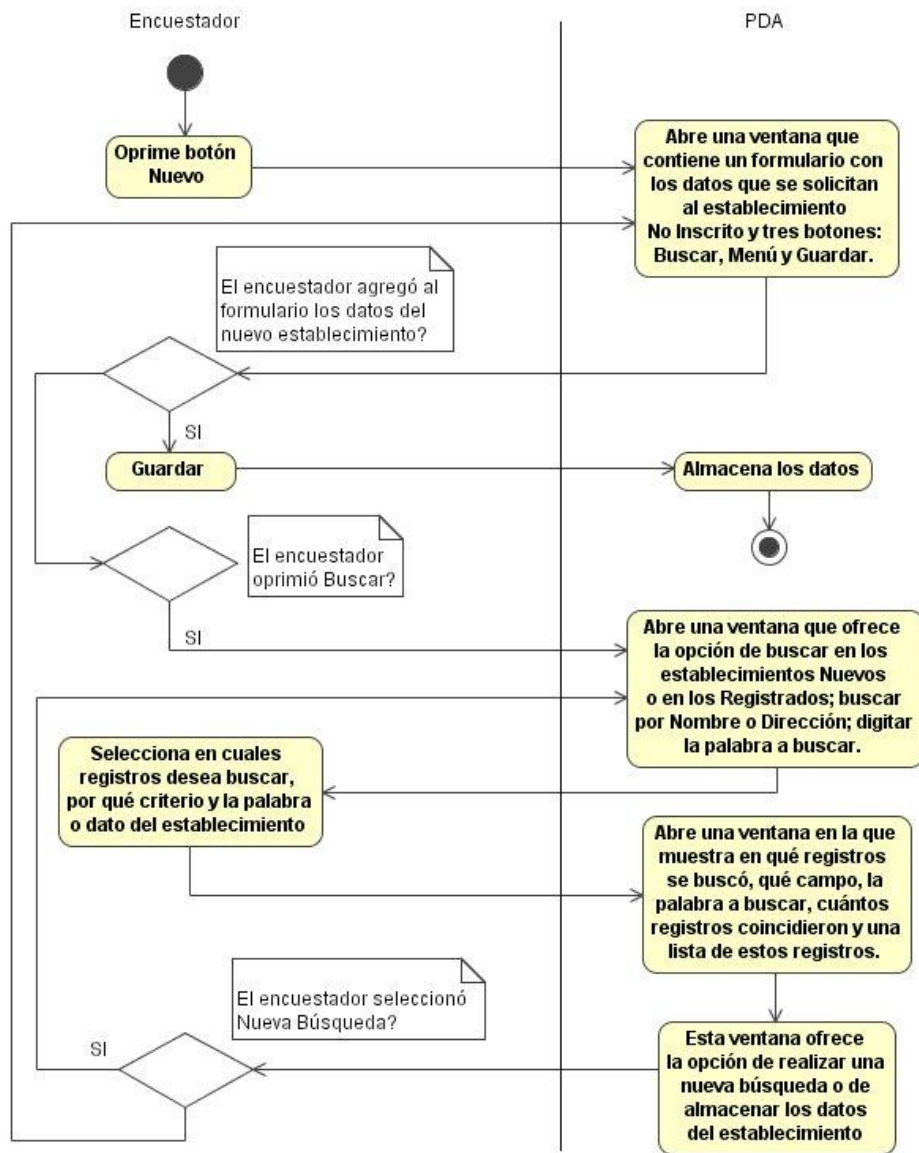 Encuestador
PDA
Oprime botón
Nuevo
Abre una ventana que
contiene un formulario con
los datos que se solicitan
al establecimiento
No Inscrito y tres botones:
Buscar, Menú y Guardar.
El encuestador agregó al
formulario los datos del
nuevo establecimiento?
SI
Guardar
Almacena los datos
El encuestador
oprimió Buscar?
SI
Abre una ventana que ofrece
la opción de buscar en los
establecimientos Nuevos
o en los Registrados; buscar
por Nombre o Dirección; digitar
la palabra a buscar.
Selecciona en cuales
registros desea buscar,
por qué criterio y la palabra
o dato del establecimiento
Abre una ventana en la que
muestra en qué registros
se buscó, qué campo, la
palabra a buscar, cuántos
registros coincidieron y una
lista de estos registros.
El encuestador seleccionó
Nueva Búsqueda?
SI
Esta ventana ofrece
la opción de realizar una
nueva búsqueda o de
almacenar los datos
del establecimiento